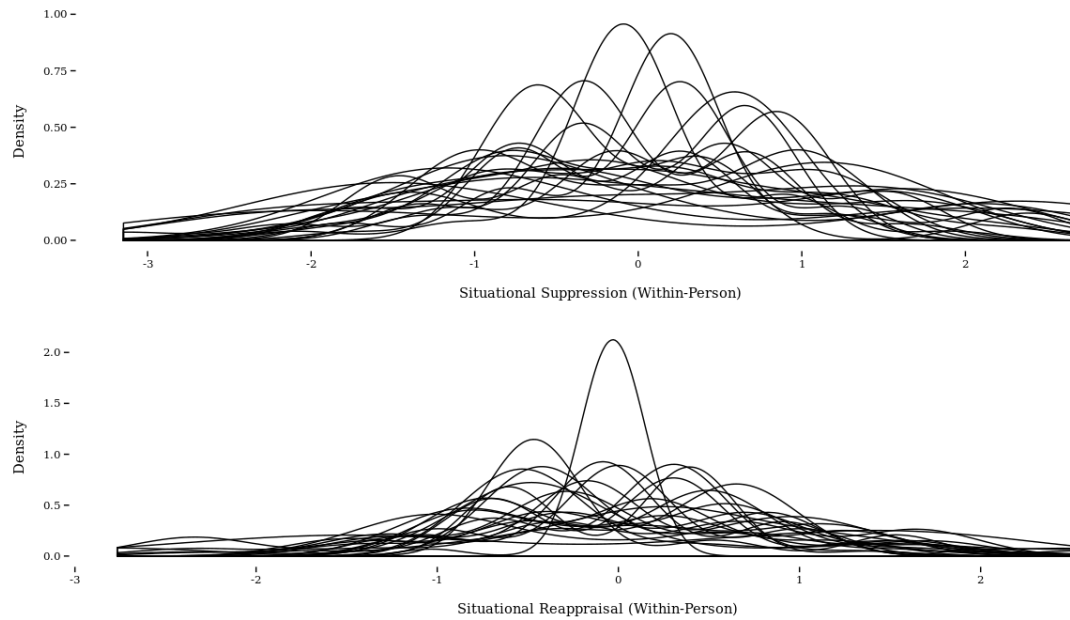 1.00
0.75
0.50
0.25
0.00
Density
-3 -2 -1 0 1 2
Situational Suppression (Within-Person)
2.0
1.5
1.0
0.5
0.0
Density
-3 -2 -1 0 1 2
Situational Reappraisal (Within-Person)